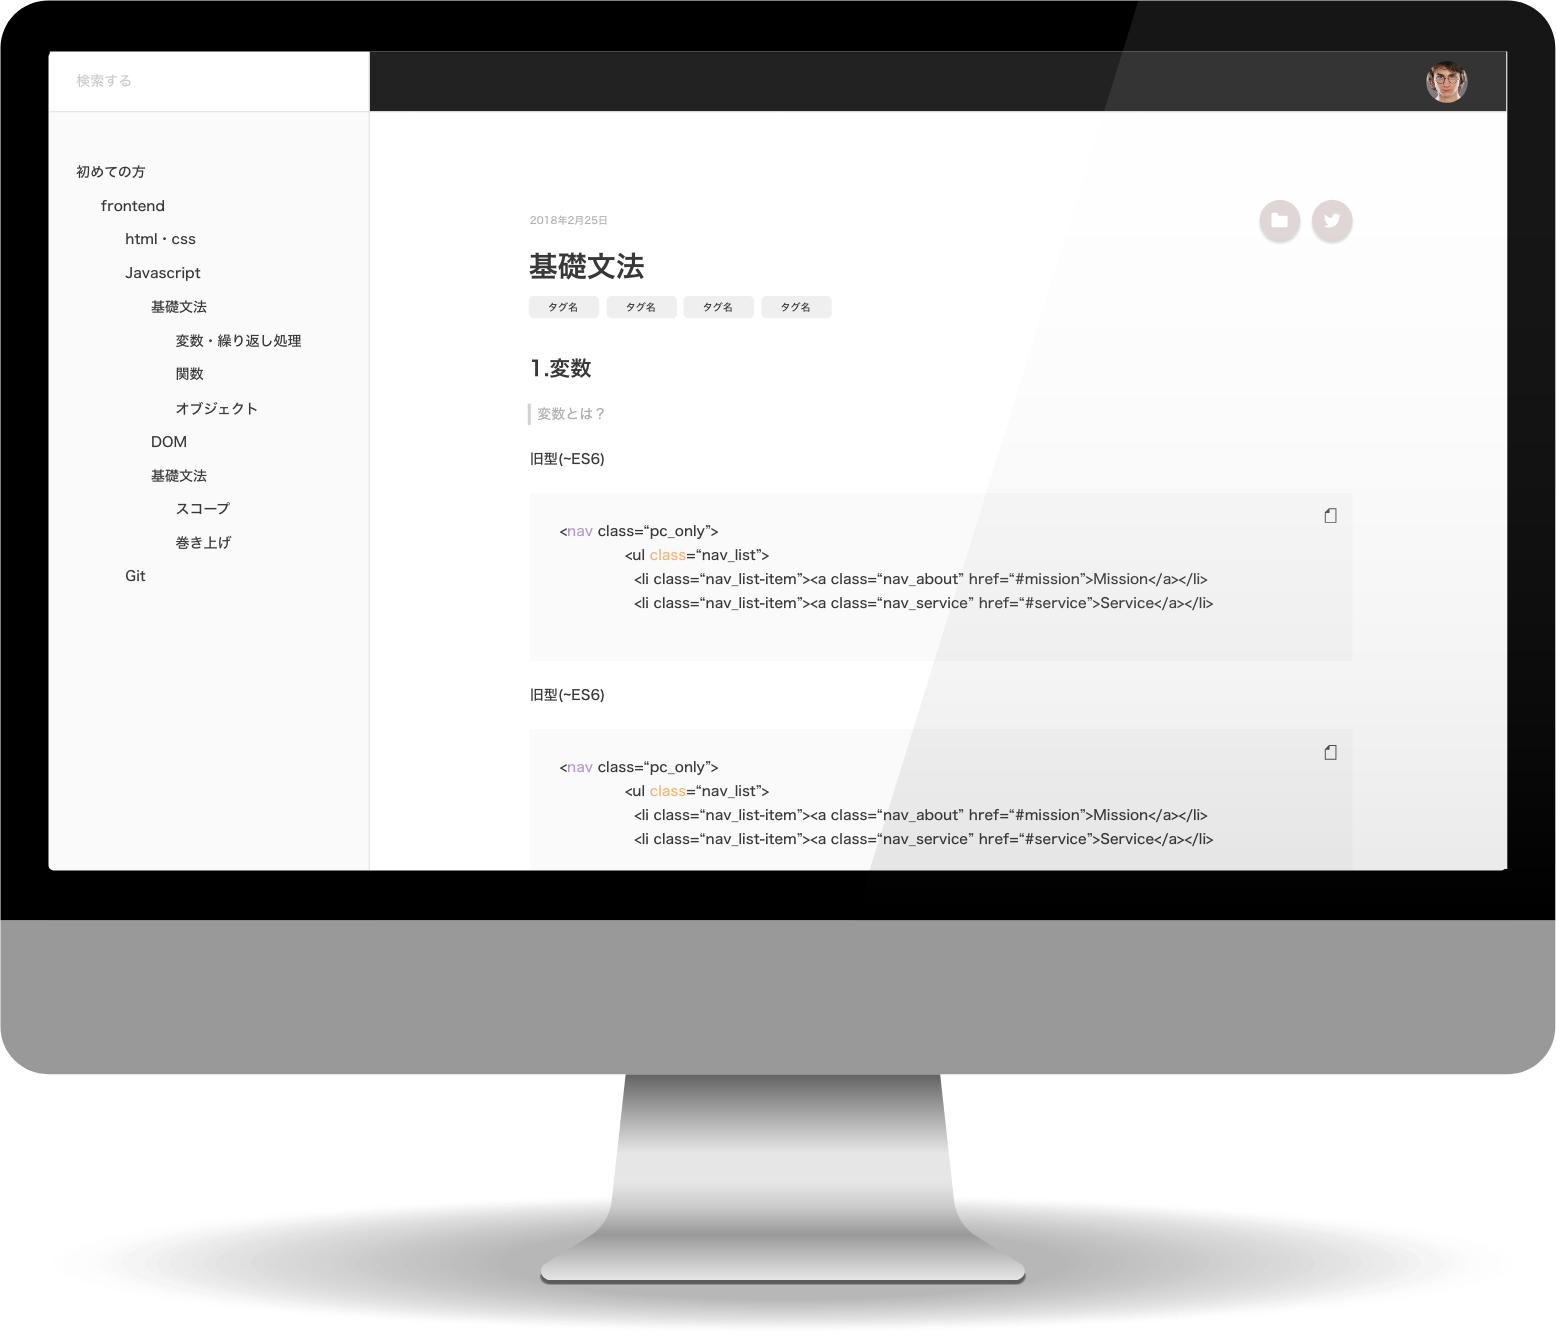 検索する
初めての方
frontend
html・css
Javascript
基礎文法
変数・繰り返し処理
関数
オブジェクト
DOM
基礎文法
スコープ
巻き上げ
Git
2018年2月25日
基礎文法
タグ名 タグ名 タグ名 タグ名
1.変数
変数とは？
旧型(~ES6)
<nav class=“pc_only”>
<ul class=“nav_list”>
<li class=“nav_list-item”><a class=“nav_about” href=“#mission”>Mission</a></li>
<li class=“nav_list-item”><a class=“nav_service” href=“#service”>Service</a></li>
旧型(~ES6)
<nav class=“pc_only”>
<ul class=“nav_list”>
<li class=“nav_list-item”><a class=“nav_about” href=“#mission”>Mission</a></li>
<li class=“nav_list-item”><a class=“nav_service” href=“#service”>Service</a></li>